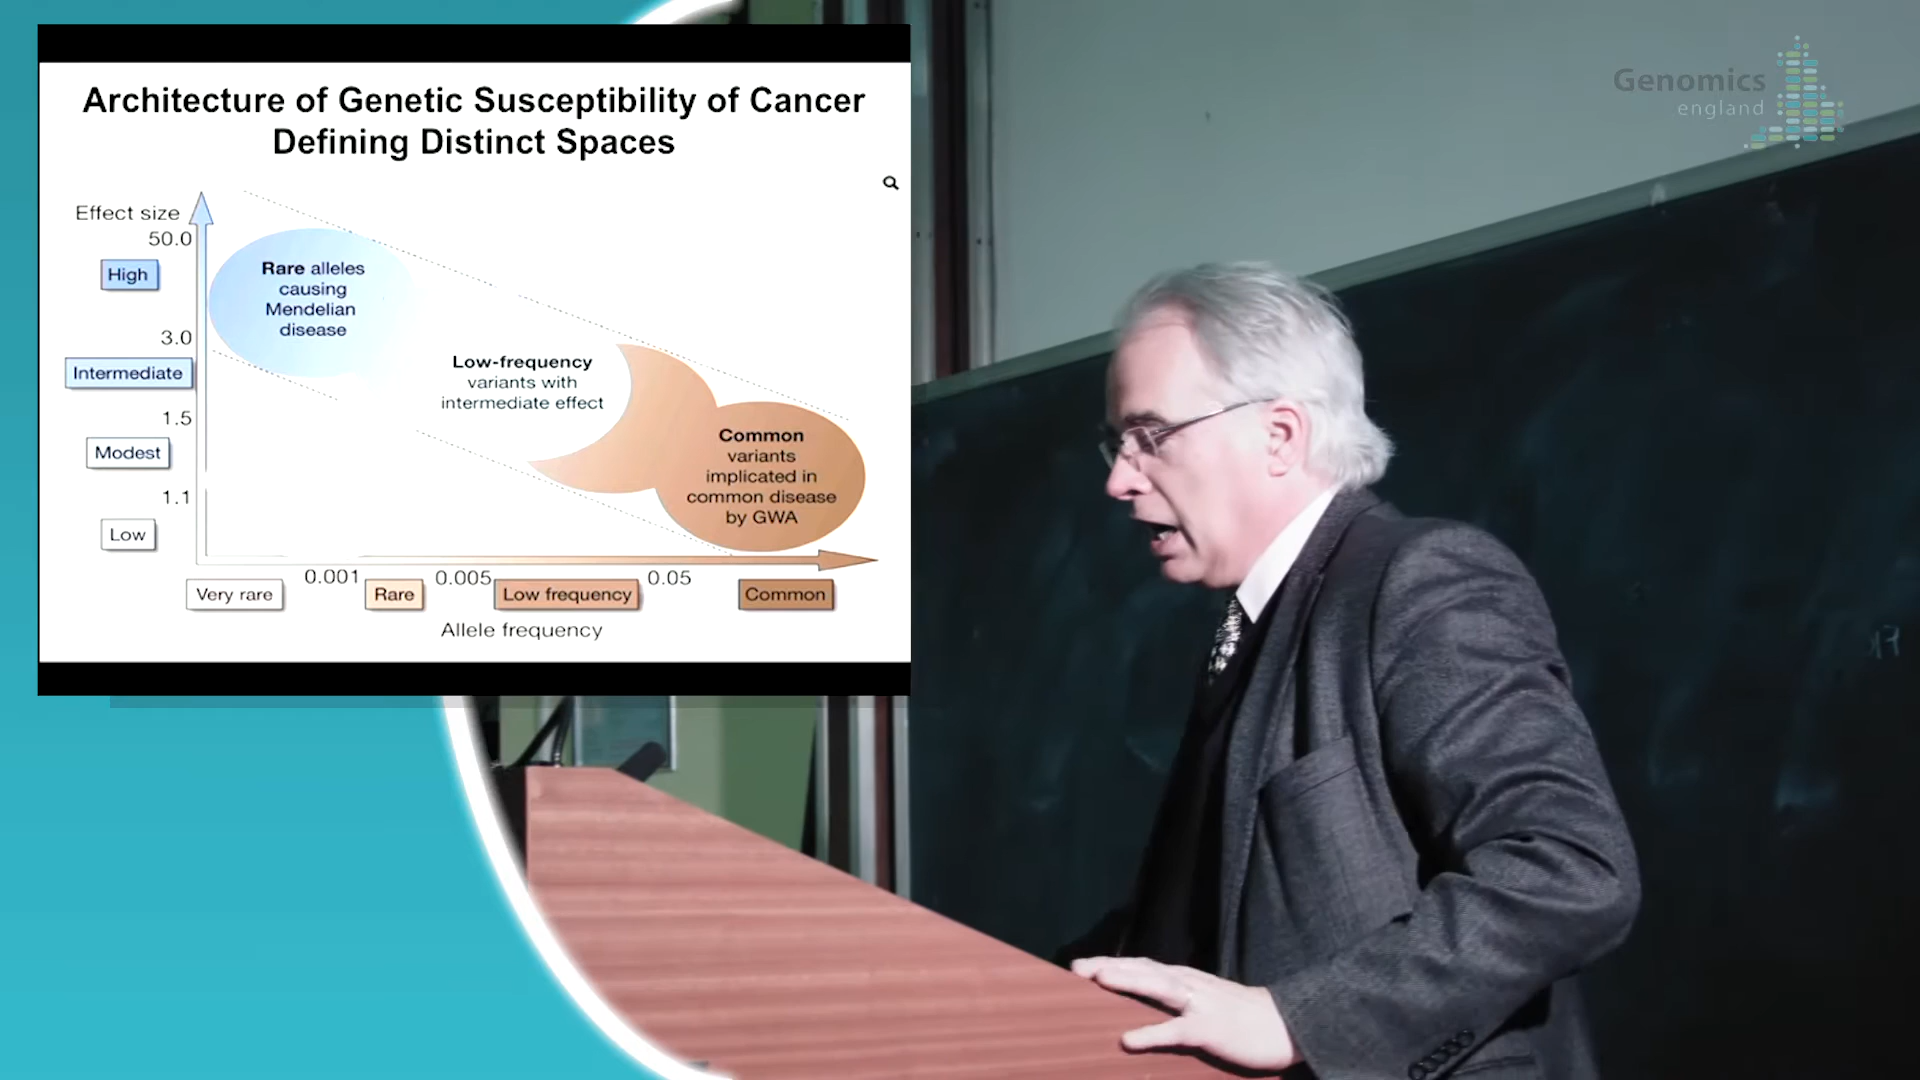 Architecture of Genetic Susceptibility of Cancer
Defining Distinct Spaces
Effect size
50.0
High
3.0
Intermediate
1.5
Modest
1.1
Low
Rare alleles
causing
Mendelian
disease
Low-frequency
variants with
intermediate effect
Common
variants
implicated in
common disease
by GWA
0.001
0.005
0.05
Very rare
Rare
Low frequency
Common
Allele frequency
Genomics
england